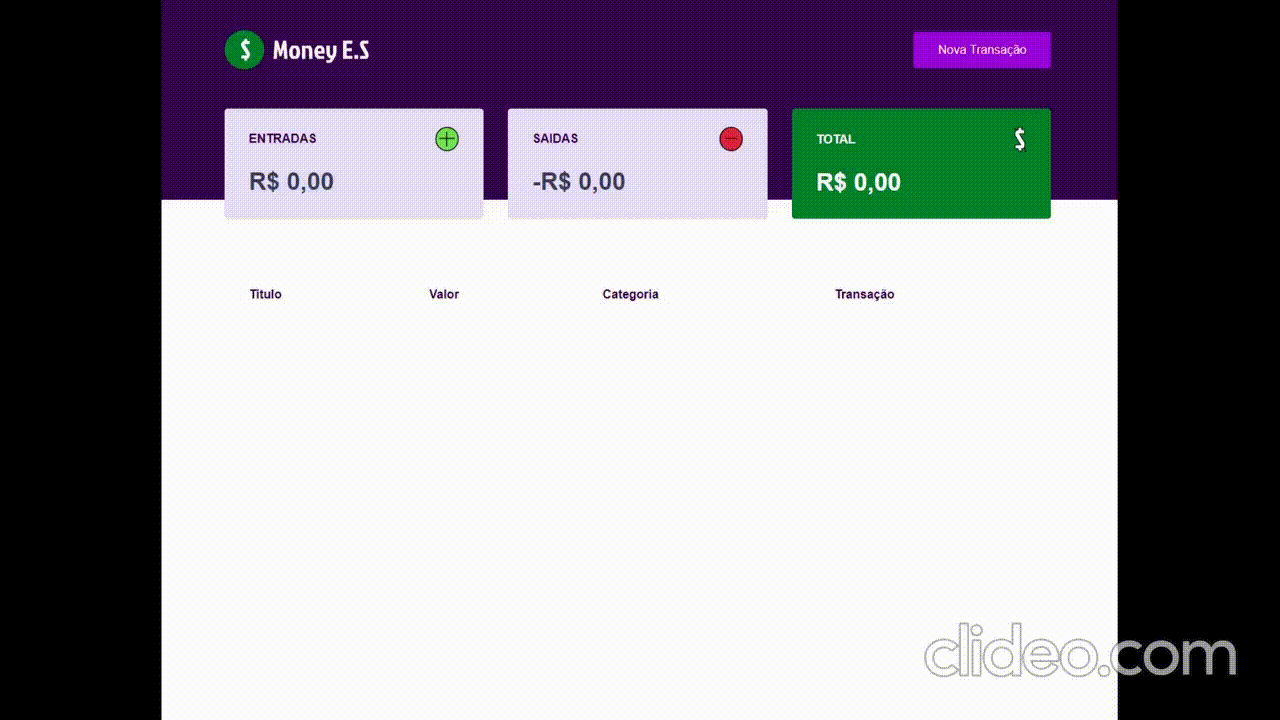 $ Money E.S
Nova Transação
ENTRADAS
R$ 0,00
SAIDAS
-R$ 0,00
TOTAL $
R$ 0,00
Titulo Valor Categoria Transação
clideo.com